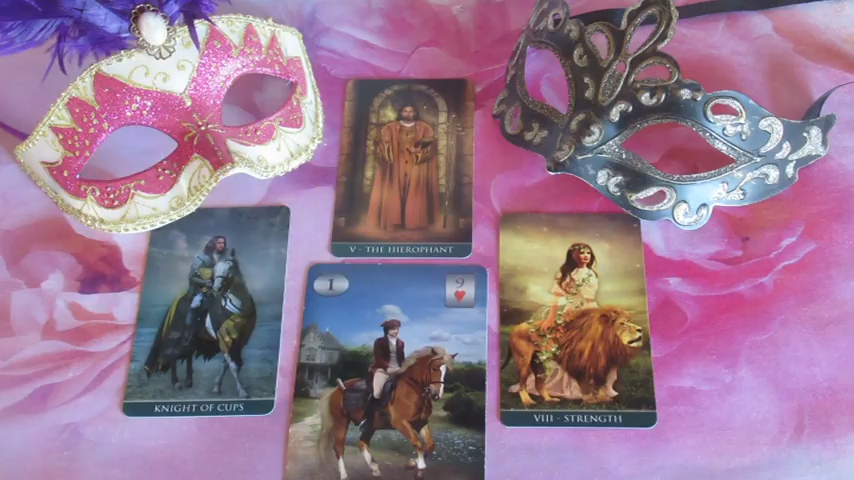 V - THE HIEROPHANT
1
9
KNIGHT OF CUPS
VIII - STRENGTH